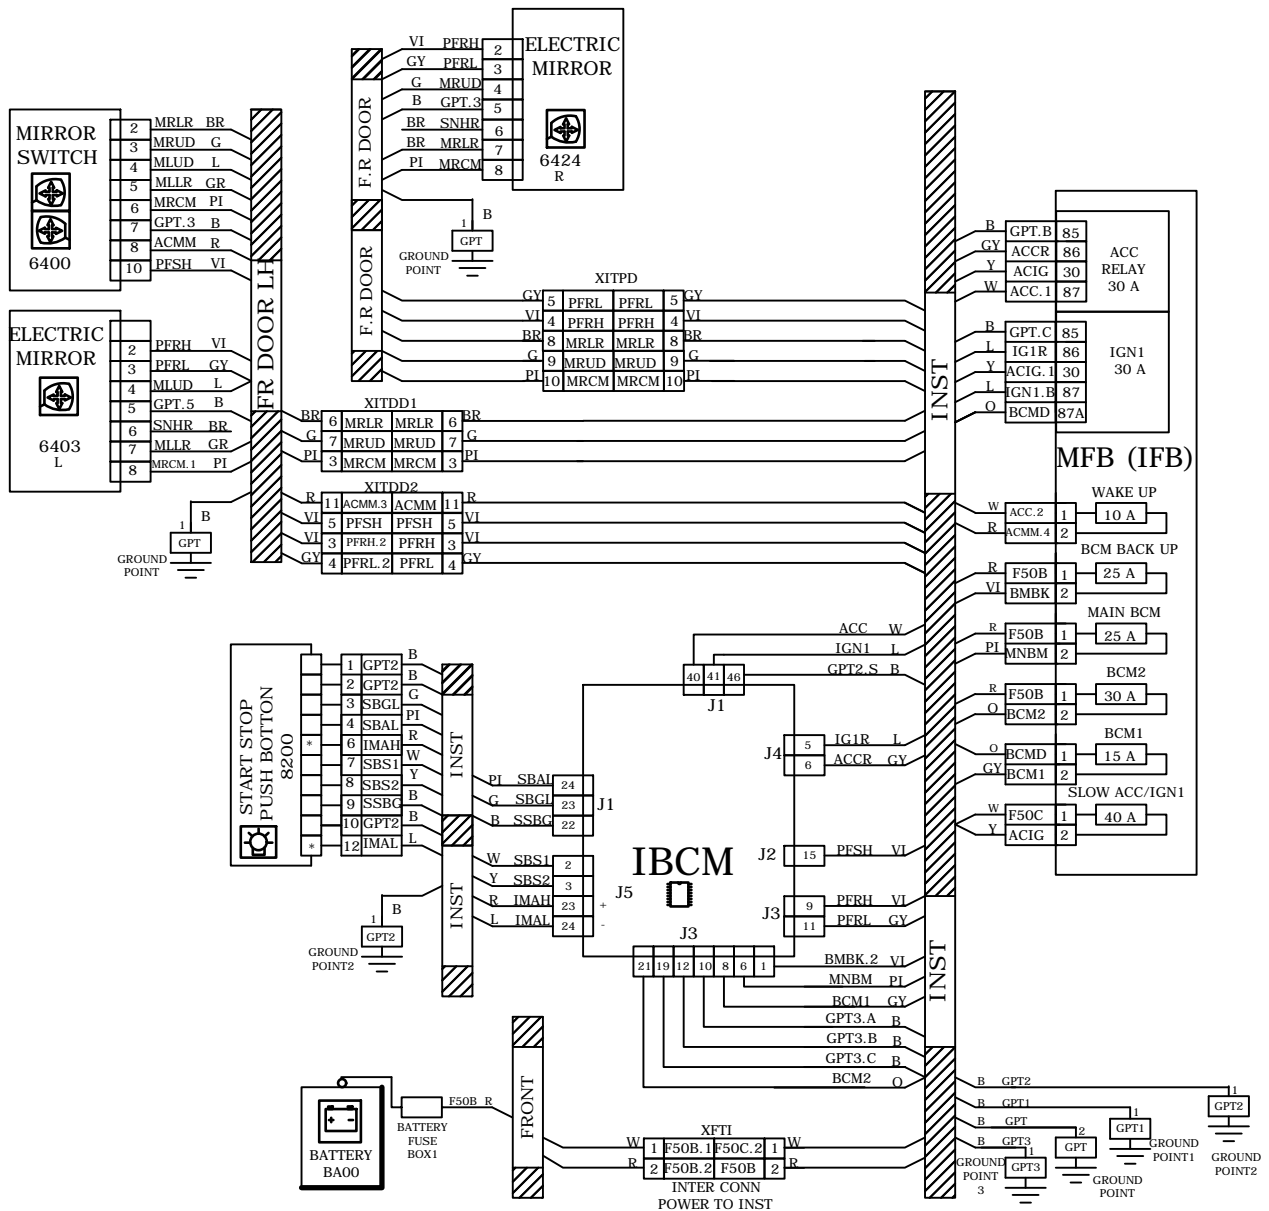 MIRROR
SWITCH
6400
2 MRLR BR
3 MRUD G
4 MLUD L
5 MLLR GR
6 MRCM PI
7 GPT.3 B
8 ACMM R
10 PFSH VI
ELECTRIC
MIRROR
6403
L
2 PFRH VI
3 PFRL GY
4 MLUD L
5 GPT.5 B
6 SNHR BR
7 MLLR GR
8 MRCM.1 PI
B
1
GPT
GROUND
POINT
FR DOOR LH
VI PFRH 2
GY PFRL 3
G MRUD 4
B GPT.3 5
BR SNHR 6
BR MRLR 7
PI MRCM 8
ELECTRIC
MIRROR
6424
R
F.R DOOR
F.R DOOR
B
1
GPT
GROUND
POINT
XITPD
GY 5 PFRL PFRL 5 GY
VI 4 PFRH PFRH 4 VI
BR 8 MRLR MRLR 8 BR
G 9 MRUD MRUD 9 G
PI 10 MRCM MRCM 10 PI
XITDD1
BR 6 MRLR MRLR 6 BR
G 7 MRUD MRUD 7 G
PI 3 MRCM MRCM 3 PI
XITDD2
R 11 ACMM.3 ACMM 11 R
VI 5 PFSH PFSH 5 VI
VI 3 PFRH.2 PFRH 3 VI
GY 4 PFRL.2 PFRL 4 GY
INST
B GPT.B 85
GY ACCR 86
Y ACIG 30
W ACC.1 87
ACC
RELAY
30 A
B GPT.C 85
L IG1R 86
Y ACIG.1 30
L IGN1.B 87
O BCMD 87A
IGN1
30 A
MFB (IFB)
WAKE UP
W ACC.2 1 10 A
R ACMM.4 2
BCM BACK UP
R F50B 1 25 A
VI BMBK 2
MAIN BCM
R F50B 1 25 A
PI MNBM 2
BCM2
R F50B 1 30 A
O BCM2 2
BCM1
O BCMD 1 15 A
GY BCM1 2
SLOW ACC/IGN1
W F50C 1 40 A
Y ACIG 2
START STOP
PUSH BOTTON
8200
1 GPT2 B
2 GPT2 B
3 SBGL G
4 SBAL PI
* 6 IMAH R
7 SBS1 W
8 SBS2 Y
9 SSBG B
10 GPT2 B
* 12 IMAL L
B
1
GPT2
GROUND
POINT2
INST
INST
PI SBAL 24
G SBGL 23
B SSBG 22
J1
W SBS1 2
Y SBS2 3
R IMAH 23 +
L IMAL 24 -
J5
IBCM
ACC W
IGN1 L
GPT2.S B
40 41 46
J1
J4
5 IG1R L
6 ACCR GY
J2 15 PFSH VI
J3
9 PFRH VI
11 PFRL GY
J3
21 19 12 10 8 6 1
BMBK.2 VI
MNBM PI
BCM1 GY
GPT3.A B
GPT3.B B
GPT3.C B
BCM2 O
INST
BATTERY
BA00
BATTERY
FUSE
BOX1
F50B R
FRONT
XFTI
W 1 F50B.1 F50C.2 1 W
R 2 F50B.2 F50B 2 R
INTER CONN
POWER TO INST
B GPT2
B GPT1
B GPT
B GPT3
1
GPT2
GROUND
POINT2
1
GPT1
GROUND
POINT1
2
GPT
GROUND
POINT
1
GPT3
GROUND
POINT
3